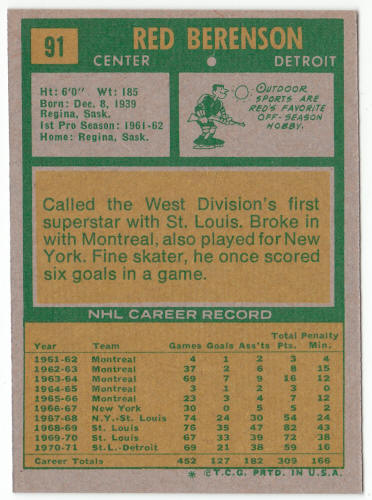 91
RED BERENSON
CENTER
DETROIT
Ht: 6'0" Wt: 185
Born: Dec. 8, 1939
Regina, Sask.
1st Pro Season: 1961-62
Home: Regina, Sask.
OUTDOOR
SPORTS ARE
RED'S FAVORITE
OFF-SEASON
HOBBY.
Called the West Division's first
superstar with St. Louis. Broke in
with Montreal, also played for New
York. Fine skater, he once scored
six goals in a game.
NHL CAREER RECORD
Total Penalty
Year Team Games Goals Ass'ts Pts. Min.
1961-62 Montreal 4 1 2 3 4
1962-63 Montreal 37 2 6 8 15
1963-64 Montreal 69 7 9 16 12
1964-65 Montreal 3 1 2 3 0
1965-66 Montreal 23 3 4 7 12
1966-67 New York 30 0 5 5 2
1967-68 N.Y.-St. Louis 74 24 30 54 24
1968-69 St. Louis 76 35 47 82 43
1969-70 St. Louis 67 33 39 72 38
1970-71 St.L.-Detroit 69 21 38 59 16
Career Totals 452 127 182 309 166
* © T.C.G. PRTD. IN U.S.A.